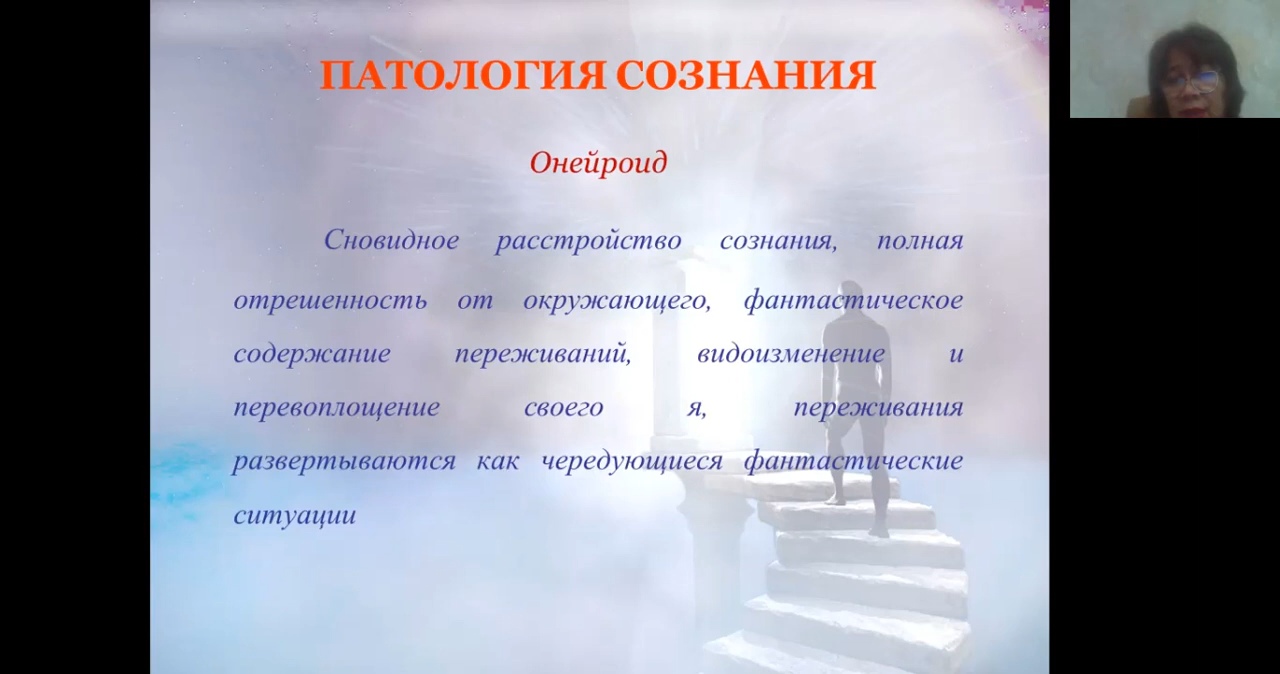 ПАТОЛОГИЯ СОЗНАНИЯ
Онейроид
Сновидное расстройство сознания, полная
отрешенность от окружающего, фантастическое
содержание переживаний, видоизменение и
перевоплощение своего я, переживания
развертываются как чередующиеся фантастические
ситуации